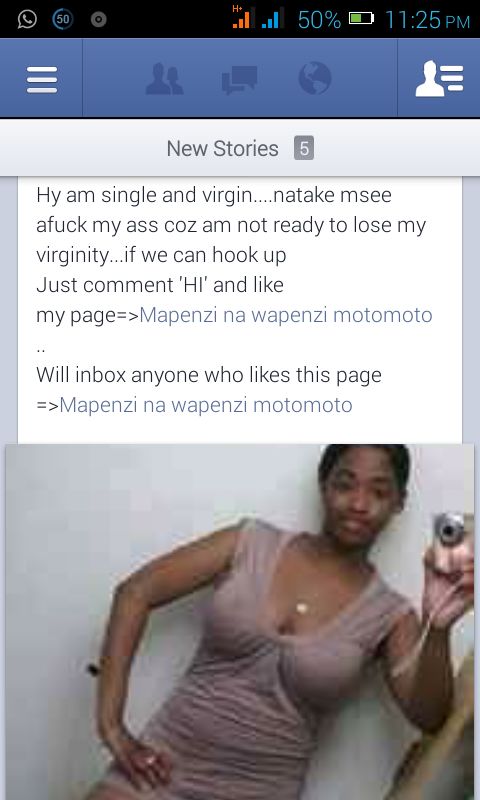 50
H+
50%
11:25 PM
New Stories 5
Hy am single and virgin....natake msee
afuck my ass coz am not ready to lose my
virginity...if we can hook up
Just comment 'HI' and like
my page=>Mapenzi na wapenzi motomoto
..
Will inbox anyone who likes this page
=>Mapenzi na wapenzi motomoto